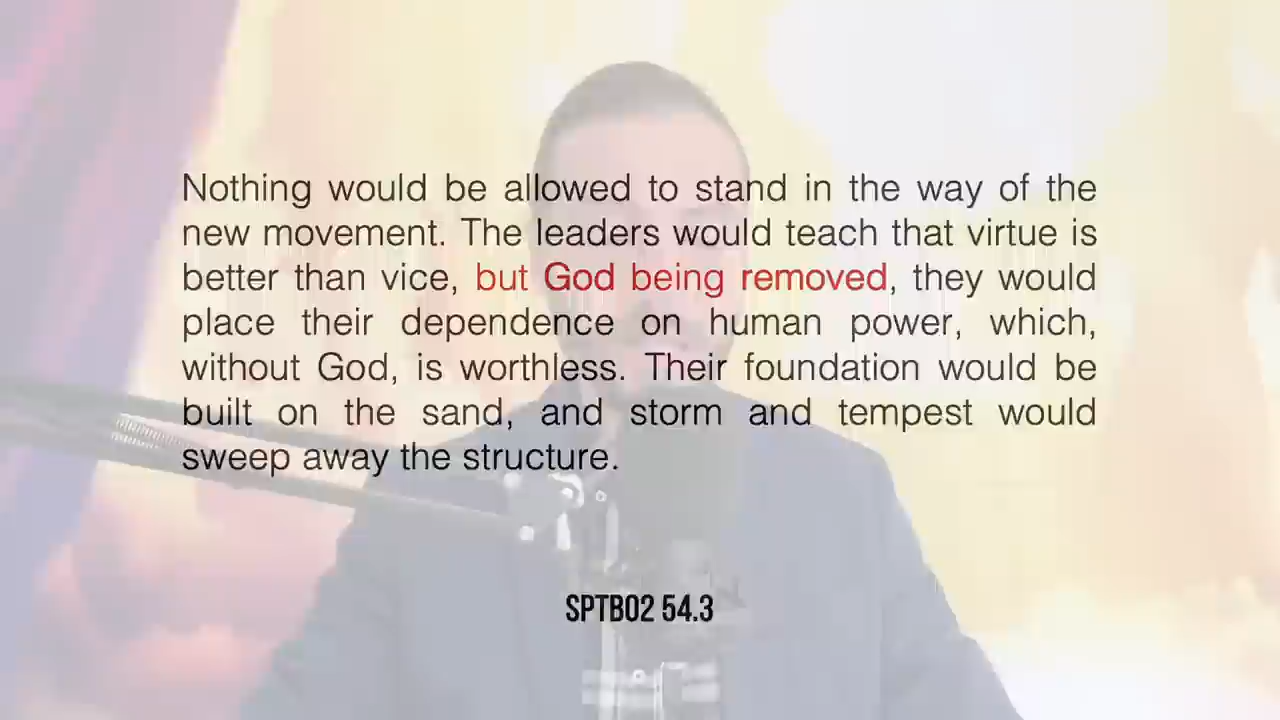 Nothing would be allowed to stand in the way of the
new movement. The leaders would teach that virtue is
better than vice, but God being removed, they would
place their dependence on human power, which,
without God, is worthless. Their foundation would be
built on the sand, and storm and tempest would
sweep away the structure.
SPTB02 54.3